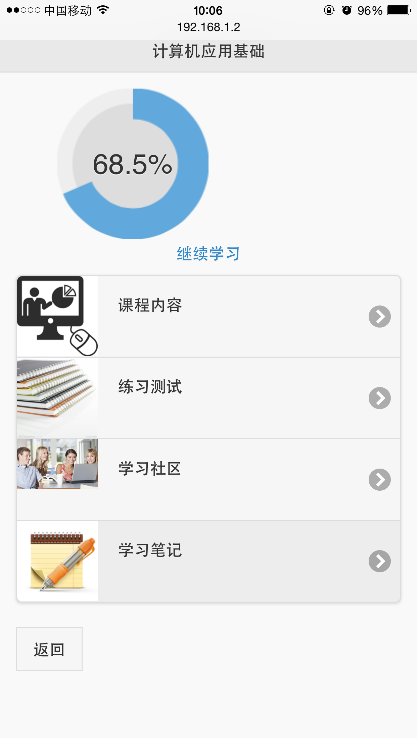 中国移动 10:06 96%
192.168.1.2
计算机应用基础
68.5%
继续学习
课程内容
练习测试
学习社区
学习笔记
返回